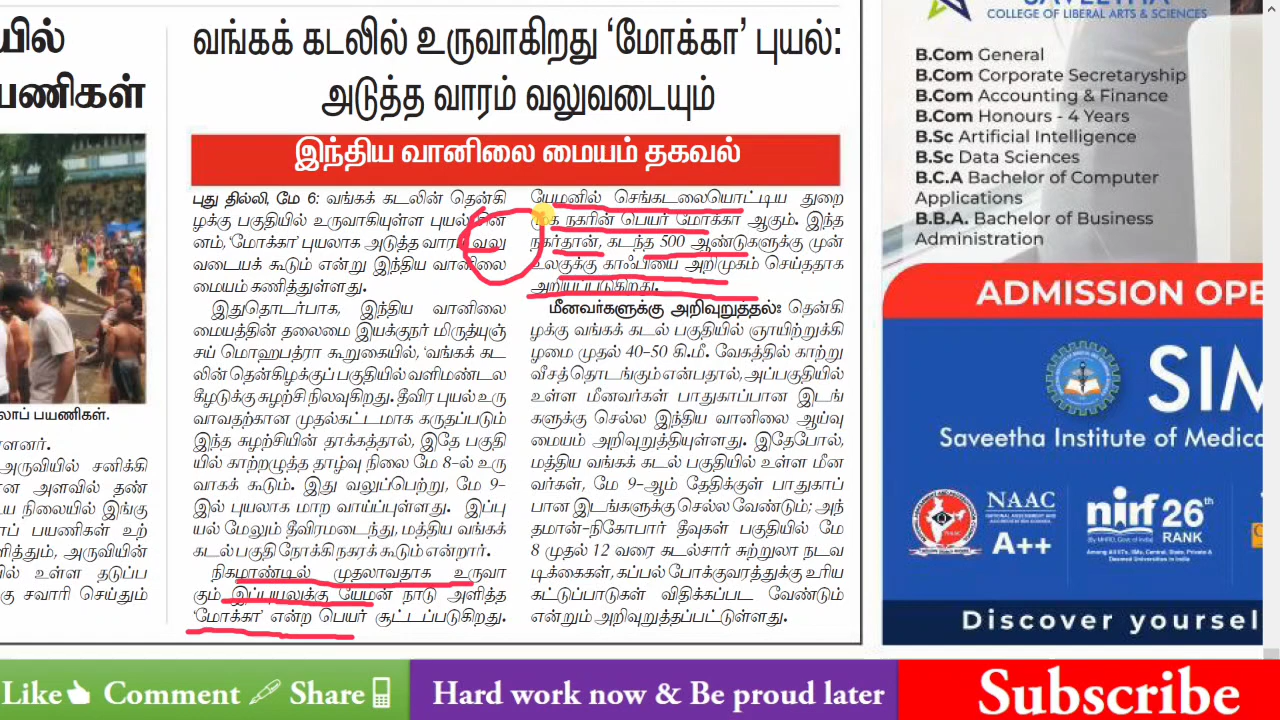 யில்
பணிகள்
லாப் பயணிகள்.
ளனர்.
அருவியில் சனிக்கி
ான அளவில் தண்
ய நிலையில் இங்கு
ாப் பயணிகள் உற்
ளித்தும், அருவியின்
யில் உள்ள தடுப்ப
கு சவாரி செய்தும்
வங்கக் கடலில் உருவாகிறது ‘மோக்கா’ புயல்:
அடுத்த வாரம் வலுவடையும்
இந்திய வானிலை மையம் தகவல்
புது தில்லி, மே 6: வங்கக் கடலின் தென்கி
ழக்கு பகுதியில் உருவாகியுள்ள புயல் சின்
னம், ‘மோக்கா’ புயலாக அடுத்த வாரம் வலு
வடையக் கூடும் என்று இந்திய வானிலை
மையம் கணித்துள்ளது.
இதுதொடர்பாக, இந்திய வானிலை
மையத்தின் தலைமை இயக்குநர் மிருத்யுஞ்
சய் மொஹபத்ரா கூறுகையில், ‘வங்கக் கட
லின் தென்கிழக்குப் பகுதியில் வளிமண்டல
கீழடுக்கு சுழற்சி நிலவுகிறது. தீவிர புயல் உரு
வாவதற்கான முதல்கட்டமாக கருதப்படும்
இந்த சுழற்சியின் தாக்கத்தால், இதே பகுதி
யில் காற்றழுத்த தாழ்வு நிலை மே 8-ல் உரு
வாகக் கூடும். இது வலுப்பெற்று, மே 9-
இல் புயலாக மாற வாய்ப்புள்ளது. இப்பு
யல் மேலும் தீவிரமடைந்து, மத்திய வங்கக்
கடல் பகுதி நோக்கி நகரக் கூடும் என்றார்.
நிகழாண்டில் முதலாவதாக உருவா
கும் இப்புயலுக்கு யேமன் நாடு அளித்த
‘மோக்கா’ என்ற பெயர் சூட்டப்படுகிறது.
யேமனில் செங்கடலையொட்டிய துறை
முக நகரின் பெயர் மோக்கா ஆகும். இந்த
நகர்தான், கடந்த 500 ஆண்டுகளுக்கு முன்
உலகுக்கு காஃபியை அறிமுகம் செய்ததாக
அறியப்படுகிறது.
மீனவர்களுக்கு அறிவுறுத்தல்: தென்கி
ழக்கு வங்கக் கடல் பகுதியில் ஞாயிற்றுக்கி
ழமை முதல் 40-50 கி.மீ. வேகத்தில் காற்று
வீசத் தொடங்கும் என்பதால், அப்பகுதியில்
உள்ள மீனவர்கள் பாதுகாப்பான இடங்
களுக்கு செல்ல இந்திய வானிலை ஆய்வு
மையம் அறிவுறுத்தியுள்ளது. இதேபோல்,
மத்திய வங்கக் கடல் பகுதியில் உள்ள மீன
வர்கள், மே 9-ஆம் தேதிக்குள் பாதுகாப்
பான இடங்களுக்கு செல்ல வேண்டும்; அந்
தமான்-நிகோபார் தீவுகள் பகுதியில் மே
8 முதல் 12 வரை கடல்சார் சுற்றுலா நடவ
டிக்கைகள், கப்பல் போக்குவரத்துக்கு உரிய
கட்டுப்பாடுகள் விதிக்கப்பட வேண்டும்
என்றும் அறிவுறுத்தப்பட்டுள்ளது.
COLLEGE OF LIBERAL ARTS & SCIENCES
B.Com General
B.Com Corporate Secretaryship
B.Com Accounting & Finance
B.Com Honours - 4 Years
B.Sc Artificial Intelligence
B.Sc Data Sciences
B.C.A Bachelor of Computer
Applications
B.B.A. Bachelor of Business
Administration
ADMISSION OPE
SIM
Saveetha Institute of Medica
NAAC
A++
nirf 26th
RANK
Discover yoursel
Like Comment Share
Hard work now & Be proud later
Subscribe